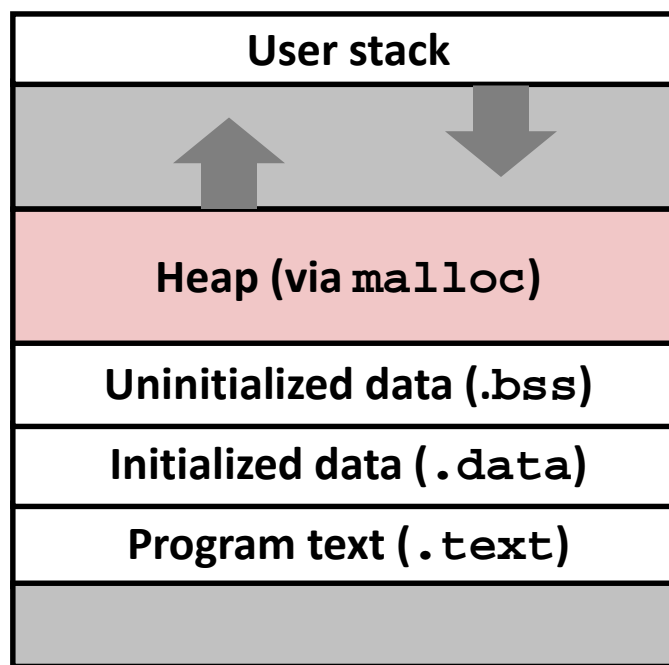 User stack
Heap (via malloc)
Uninitialized data (.bss)
Initialized data (.data)
Program text (.text)